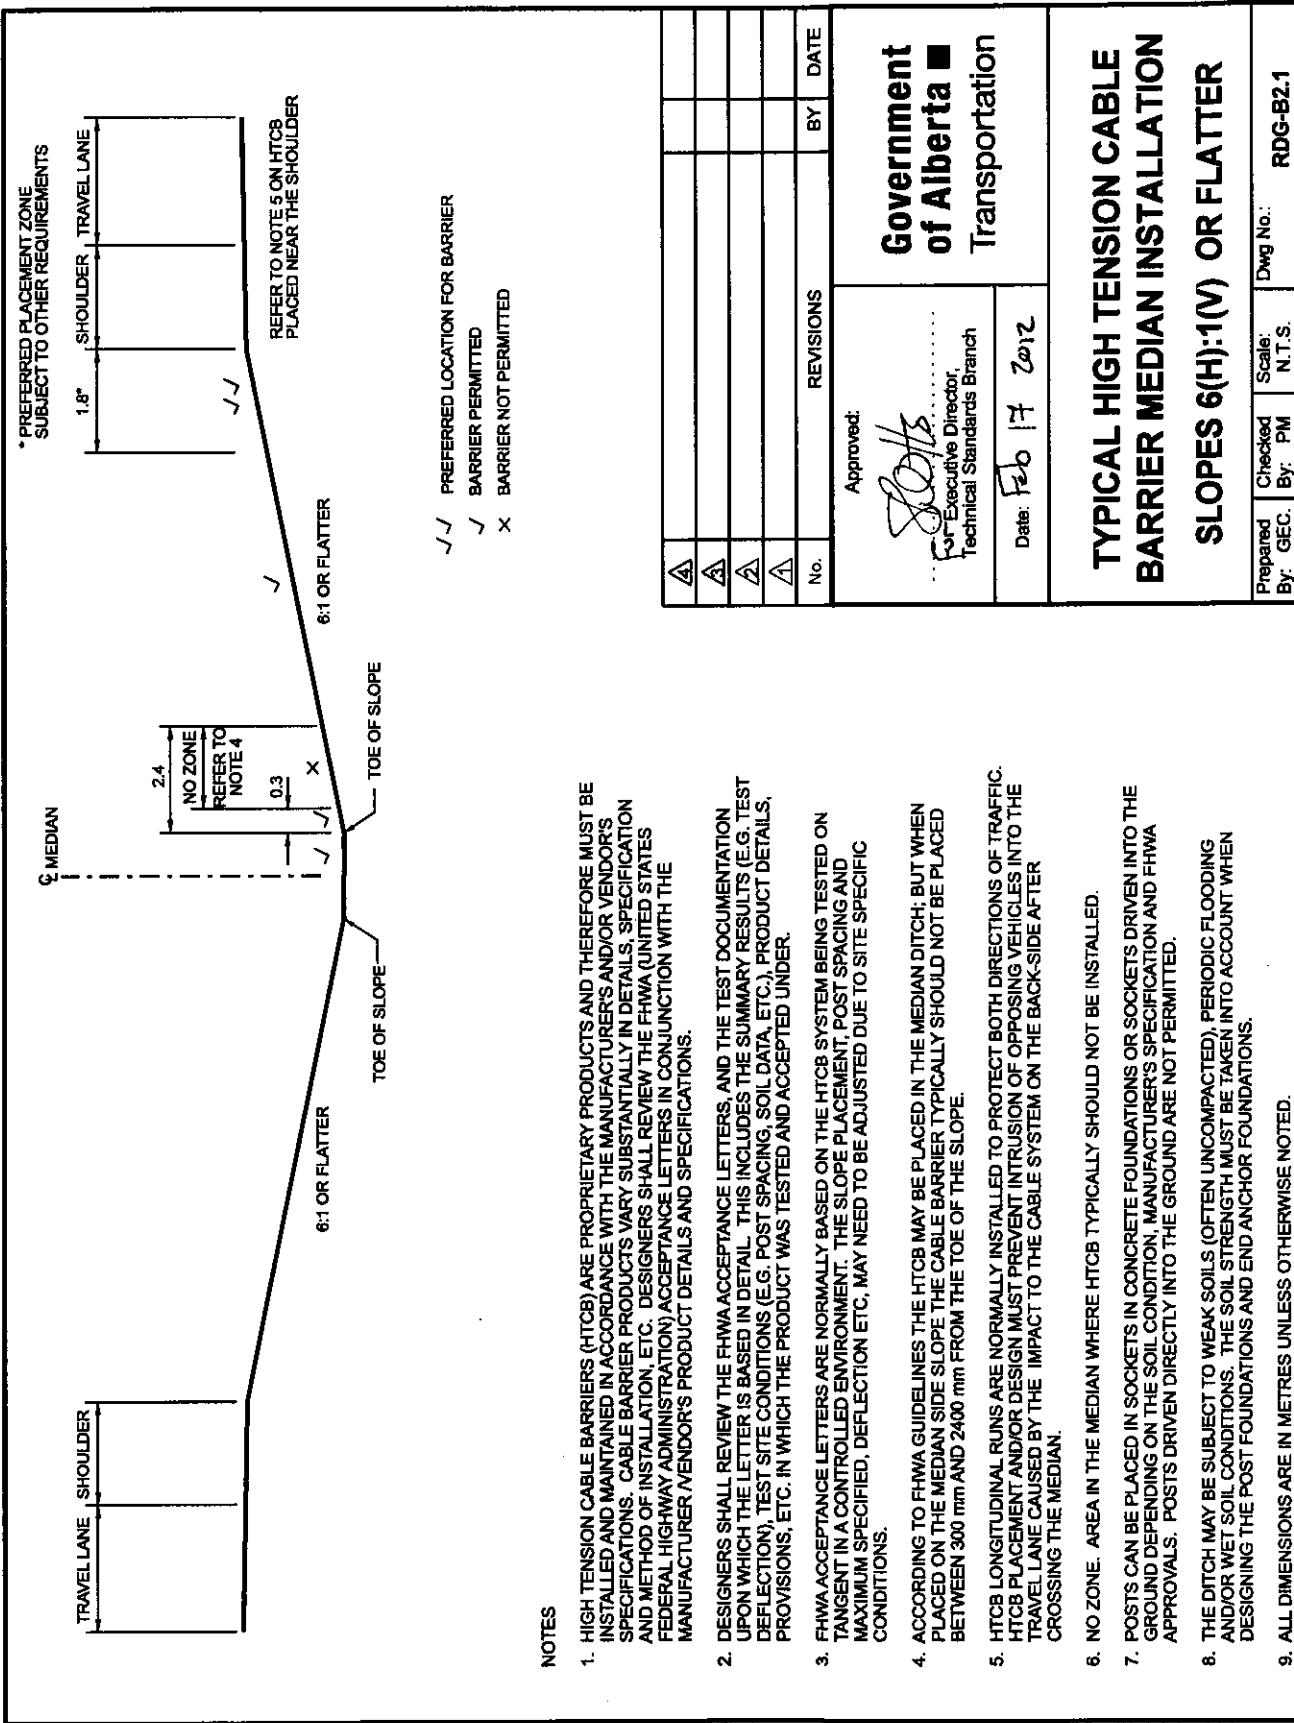 * PREFERRED PLACEMENT ZONE
SUBJECT TO OTHER REQUIREMENTS
TRAVEL LANE
SHOULDER
℄ MEDIAN
1.8*
SHOULDER
TRAVEL LANE
2.4
NO ZONE
REFER TO
NOTE 4
0.3
✓
✓
×
✓
✓✓
6:1 OR FLATTER
TOE OF SLOPE
TOE OF SLOPE
6:1 OR FLATTER
REFER TO NOTE 5 ON HTCB
PLACED NEAR THE SHOULDER
✓✓ PREFERRED LOCATION FOR BARRIER
✓ BARRIER PERMITTED
× BARRIER NOT PERMITTED
NOTES
1. HIGH TENSION CABLE BARRIERS (HTCB) ARE PROPRIETARY PRODUCTS AND THEREFORE MUST BE
INSTALLED AND MAINTAINED IN ACCORDANCE WITH THE MANUFACTURER'S AND/OR VENDOR'S
SPECIFICATIONS. CABLE BARRIER PRODUCTS VARY SUBSTANTIALLY IN DETAILS, SPECIFICATION
AND METHOD OF INSTALLATION, ETC. DESIGNERS SHALL REVIEW THE FHWA (UNITED STATES
FEDERAL HIGHWAY ADMINISTRATION) ACCEPTANCE LETTERS IN CONJUNCTION WITH THE
MANUFACTURER /VENDOR'S PRODUCT DETAILS AND SPECIFICATIONS.
2. DESIGNERS SHALL REVIEW THE FHWA ACCEPTANCE LETTERS, AND THE TEST DOCUMENTATION
UPON WHICH THE LETTER IS BASED IN DETAIL. THIS INCLUDES THE SUMMARY RESULTS (E.G. TEST
DEFLECTION), TEST SITE CONDITIONS (E.G. POST SPACING, SOIL DATA, ETC.), PRODUCT DETAILS,
PROVISIONS, ETC. IN WHICH THE PRODUCT WAS TESTED AND ACCEPTED UNDER.
3. FHWA ACCEPTANCE LETTERS ARE NORMALLY BASED ON THE HTCB SYSTEM BEING TESTED ON
TANGENT IN A CONTROLLED ENVIRONMENT. THE SLOPE PLACEMENT, POST SPACING AND
MAXIMUM SPECIFIED, DEFLECTION ETC, MAY NEED TO BE ADJUSTED DUE TO SITE SPECIFIC
CONDITIONS.
4. ACCORDING TO FHWA GUIDELINES THE HTCB MAY BE PLACED IN THE MEDIAN DITCH; BUT WHEN
PLACED ON THE MEDIAN SIDE SLOPE THE CABLE BARRIER TYPICALLY SHOULD NOT BE PLACED
BETWEEN 300 mm AND 2400 mm FROM THE TOE OF THE SLOPE.
5. HTCB LONGITUDINAL RUNS ARE NORMALLY INSTALLED TO PROTECT BOTH DIRECTIONS OF TRAFFIC.
HTCB PLACEMENT AND/OR DESIGN MUST PREVENT INTRUSION OF OPPOSING VEHICLES INTO THE
TRAVEL LANE CAUSED BY THE IMPACT TO THE CABLE SYSTEM ON THE BACK-SIDE AFTER
CROSSING THE MEDIAN.
6. NO ZONE. AREA IN THE MEDIAN WHERE HTCB TYPICALLY SHOULD NOT BE INSTALLED.
7. POSTS CAN BE PLACED IN SOCKETS IN CONCRETE FOUNDATIONS OR SOCKETS DRIVEN INTO THE
GROUND DEPENDING ON THE SOIL CONDITION, MANUFACTURER'S SPECIFICATION AND FHWA
APPROVALS. POSTS DRIVEN DIRECTLY INTO THE GROUND ARE NOT PERMITTED.
8. THE DITCH MAY BE SUBJECT TO WEAK SOILS (OFTEN UNCOMPACTED), PERIODIC FLOODING
AND/OR WET SOIL CONDITIONS. THE SOIL STRENGTH MUST BE TAKEN INTO ACCOUNT WHEN
DESIGNING THE POST FOUNDATIONS AND END ANCHOR FOUNDATIONS.
9. ALL DIMENSIONS ARE IN METRES UNLESS OTHERWISE NOTED.
4
3
2
1
No. REVISIONS BY DATE
Approved:
For Executive Director,
Technical Standards Branch
Date: Feb 17 2012
Government
of Alberta
Transportation
TYPICAL HIGH TENSION CABLE
BARRIER MEDIAN INSTALLATION
SLOPES 6(H):1(V) OR FLATTER
Prepared By: GEC.
Checked By: PM
Scale: N.T.S.
Dwg No.: RDG-B2.1